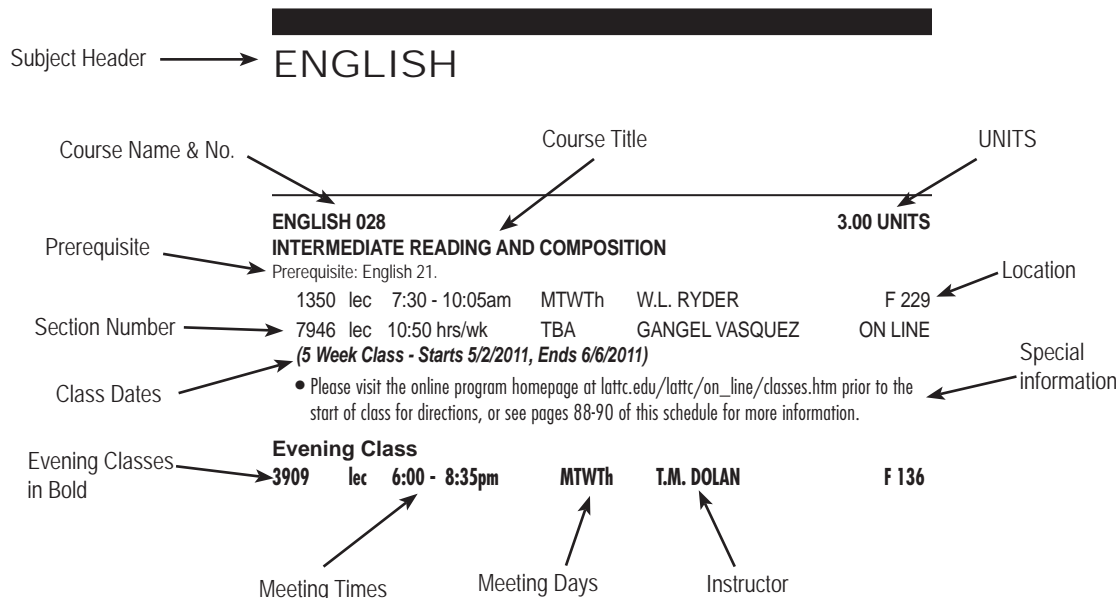 Subject Header
ENGLISH
Course Name & No.
Course Title
UNITS
ENGLISH 028 3.00 UNITS
INTERMEDIATE READING AND COMPOSITION
Prerequisite
Prerequisite: English 21.
Location
1350 lec 7:30 - 10:05am MTWTh W.L. RYDER F 229
Section Number
7946 lec 10:50 hrs/wk TBA GANGEL VASQUEZ ON LINE
(5 Week Class - Starts 5/2/2011, Ends 6/6/2011)
Class Dates
Special
information
● Please visit the online program homepage at lattc.edu/lattc/on_line/classes.htm prior to the
start of class for directions, or see pages 88-90 of this schedule for more information.
Evening Class
Evening Classes
in Bold
3909 lec 6:00 - 8:35pm MTWTh T.M. DOLAN F 136
Meeting Times
Meeting Days
Instructor